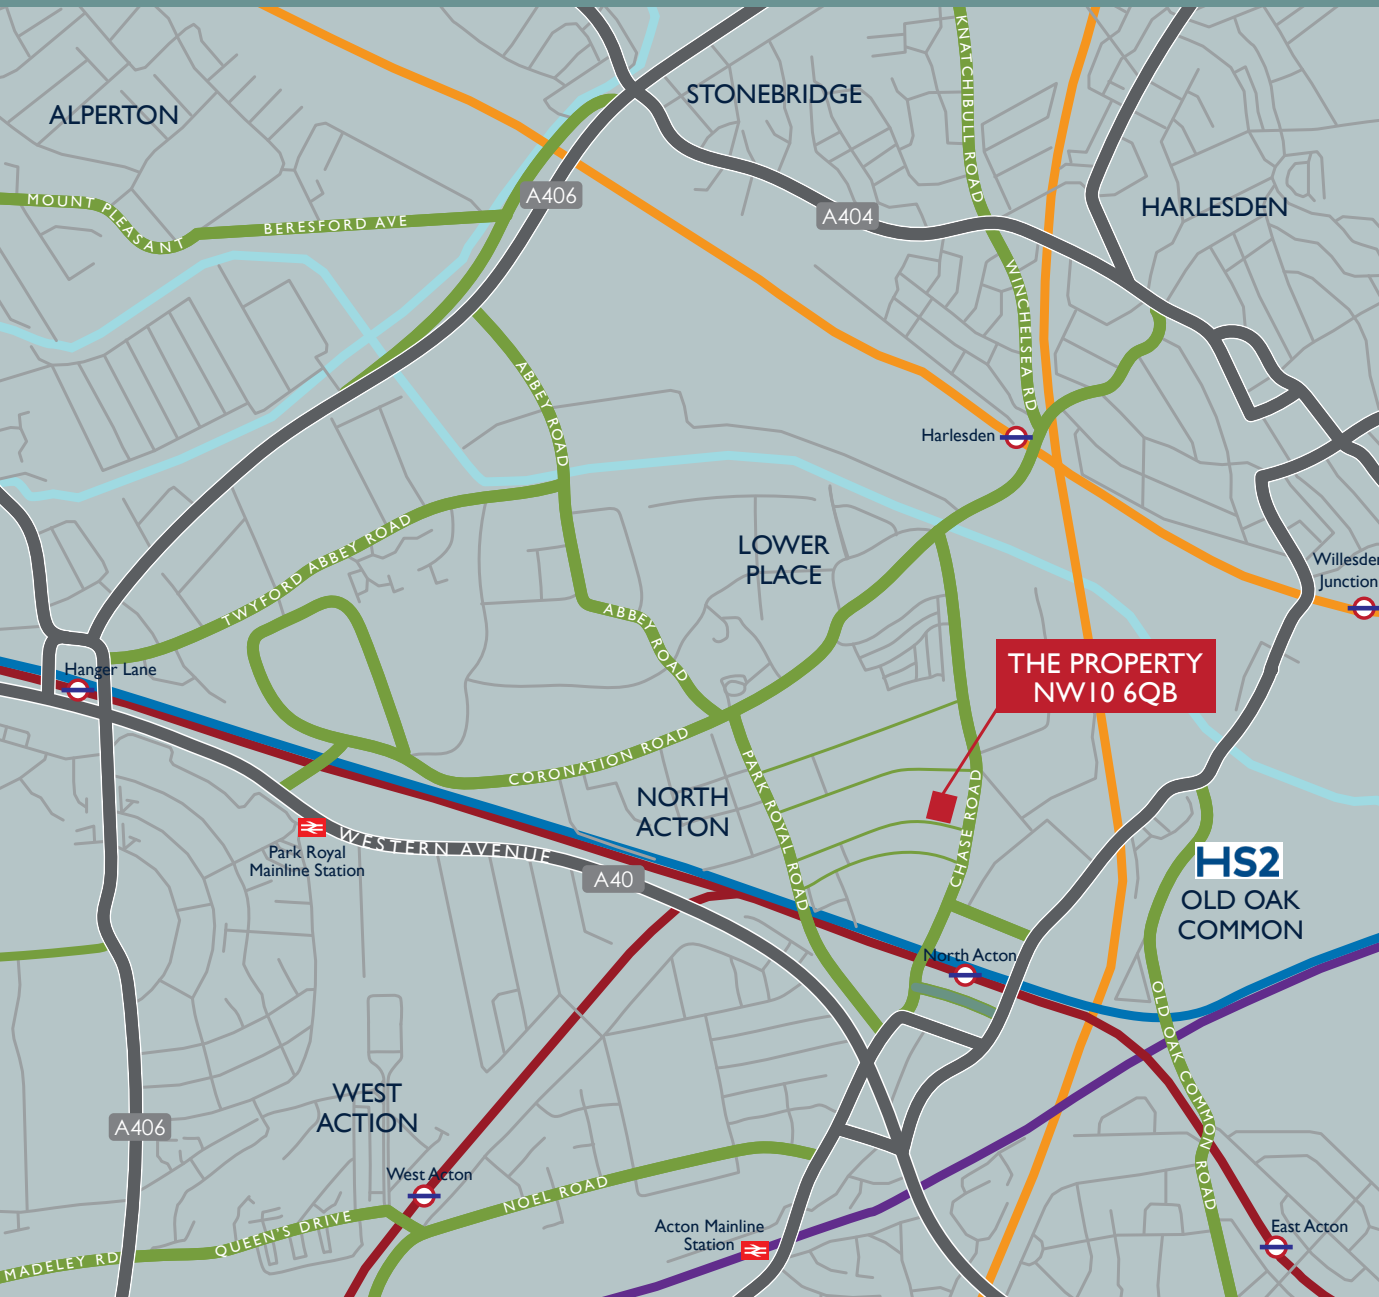 KNATCHIBULL ROAD
STONEBRIDGE
ALPERTON
A406
MOUNT PLEASANT
BERESFORD AVE
A404
HARLESDEN
WINCHELSEA RD
ABBEY ROAD
Harlesden
TWYFORD ABBEY ROAD
LOWER
PLACE
Willesden
Junction
ABBEY ROAD
THE PROPERTY
NW10 6QB
Hanger Lane
CORONATION ROAD
PARK ROYAL ROAD
NORTH
ACTON
CHASE ROAD
Park Royal
Mainline Station
WESTERN AVENUE
A40
HS2
OLD OAK
COMMON
North Acton
OLD OAK COMMON ROAD
WEST
ACTION
A406
West Acton
NOEL ROAD
QUEEN'S DRIVE
MADELEY RD
Acton Mainline
Station
East Acton